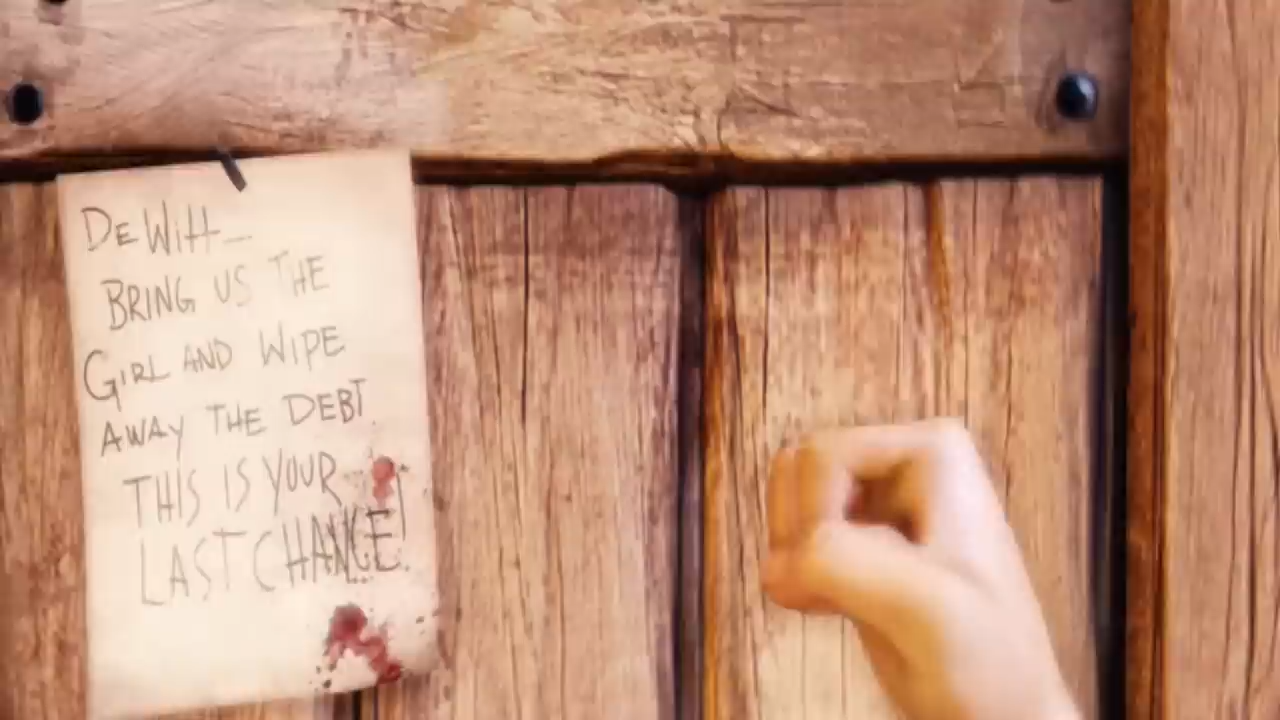 DEWITT—
BRING US THE
GIRL AND WIPE
AWAY THE DEBT
THIS IS YOUR
LAST CHANCE!